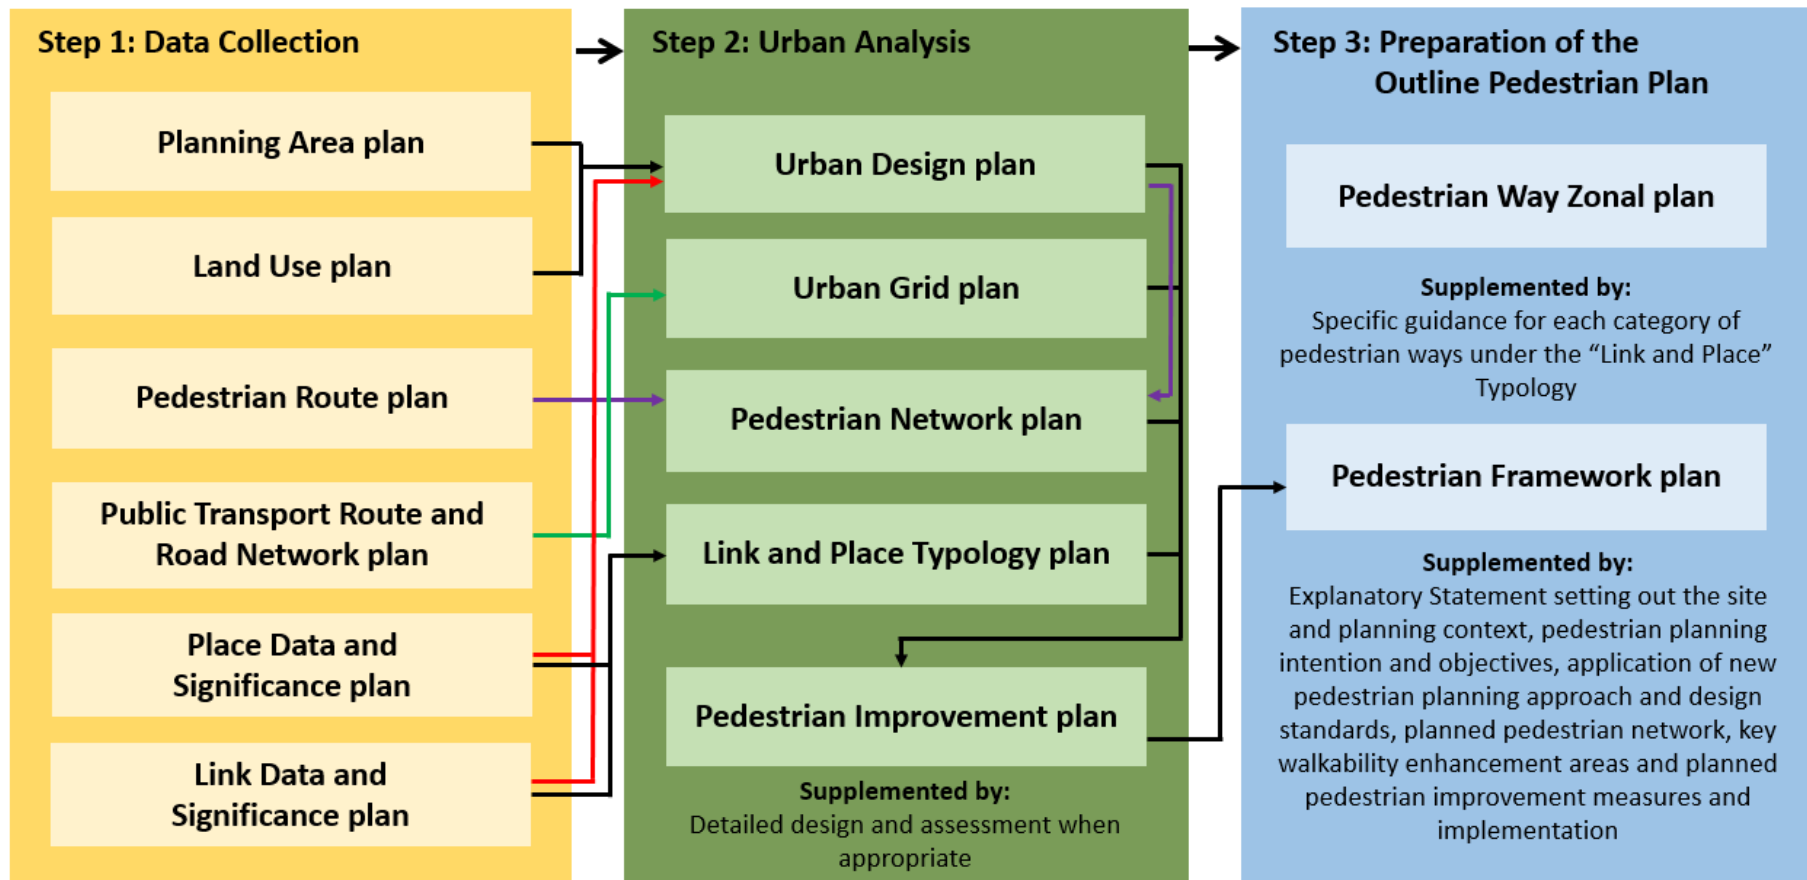 Step 1: Data Collection
Planning Area plan
Land Use plan
Pedestrian Route plan
Public Transport Route and
Road Network plan
Place Data and
Significance plan
Link Data and
Significance plan
Step 2: Urban Analysis
Urban Design plan
Urban Grid plan
Pedestrian Network plan
Link and Place Typology plan
Pedestrian Improvement plan
Supplemented by:
Detailed design and assessment when
appropriate
Step 3: Preparation of the
Outline Pedestrian Plan
Pedestrian Way Zonal plan
Supplemented by:
Specific guidance for each category of
pedestrian ways under the “Link and Place”
Typology
Pedestrian Framework plan
Supplemented by:
Explanatory Statement setting out the site
and planning context, pedestrian planning
intention and objectives, application of new
pedestrian planning approach and design
standards, planned pedestrian network, key
walkability enhancement areas and planned
pedestrian improvement measures and
implementation